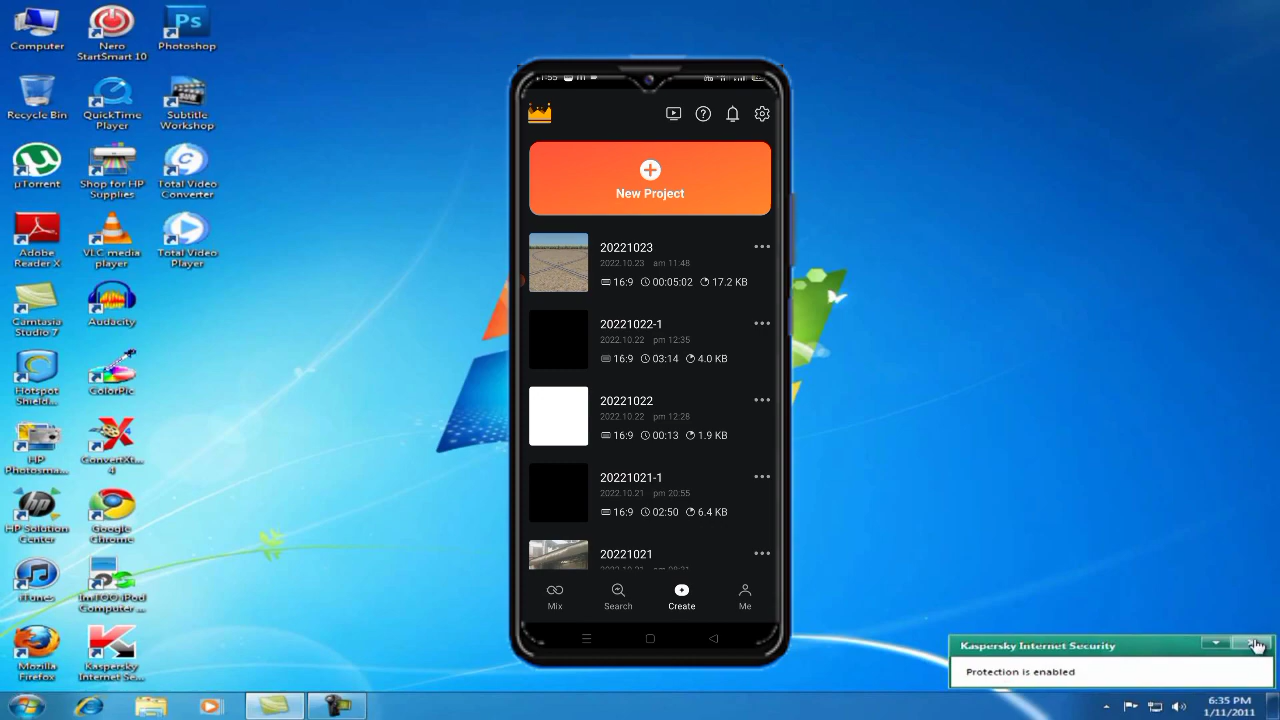 Computer
Nero
StartSmart 10
Photoshop
Ps
Recycle Bin
QuickTime
Player
Subtitle
Workshop
µTorrent
Shop for HP
Supplies
Total Video
Converter
Adobe
Reader X
VLC media
player
Total Video
Player
Camtasia
Studio 7
Audacity
Hotspot
Shield...
ColorPic
HP
Photosma...
ConvertXt...
4
HP Solution
Center
Google
Chrome
iTunes
ImTOO iPod
Computer ...
Mozilla
Firefox
Kaspersky
Internet Se...
New Project
20221023
2022.10.23 am 11:48
16:9 00:05:02 17.2 KB
20221022-1
2022.10.22 pm 12:35
16:9 03:14 4.0 KB
20221022
2022.10.22 pm 12:28
16:9 00:13 1.9 KB
20221021-1
2022.10.21 pm 20:55
16:9 02:50 6.4 KB
20221021
Mix
Search
Create
Me
Kaspersky Internet Security
Protection is enabled
6:35 PM
1/11/2011